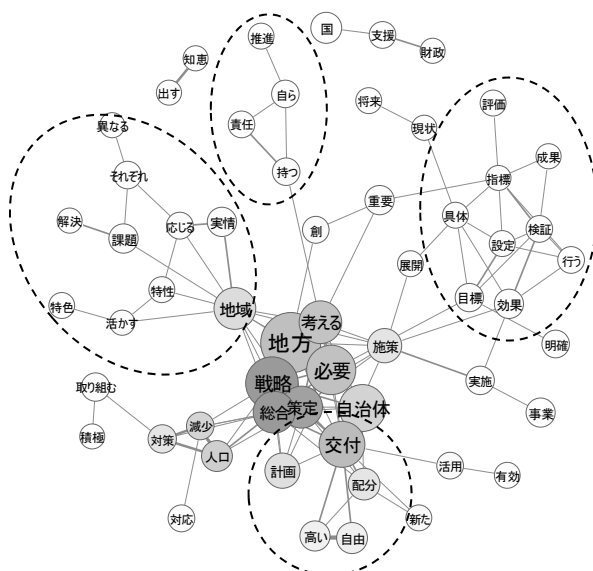 国
支援
財政
推進
知恵
出す
自ら
責任
持つ
将来
現状
評価
成果
指標
異なる
それぞれ
解決
課題
応じる
実情
重要
創
具体
設定
検証
行う
展開
目標
効果
明確
特性
特色
活かす
地域
考える
地方
施策
必要
戦略
実施
事業
取り組む
積極
対策
減少
人口
総合
策定
自治体
交付
計画
配分
活用
有効
対応
新た
高い
自由